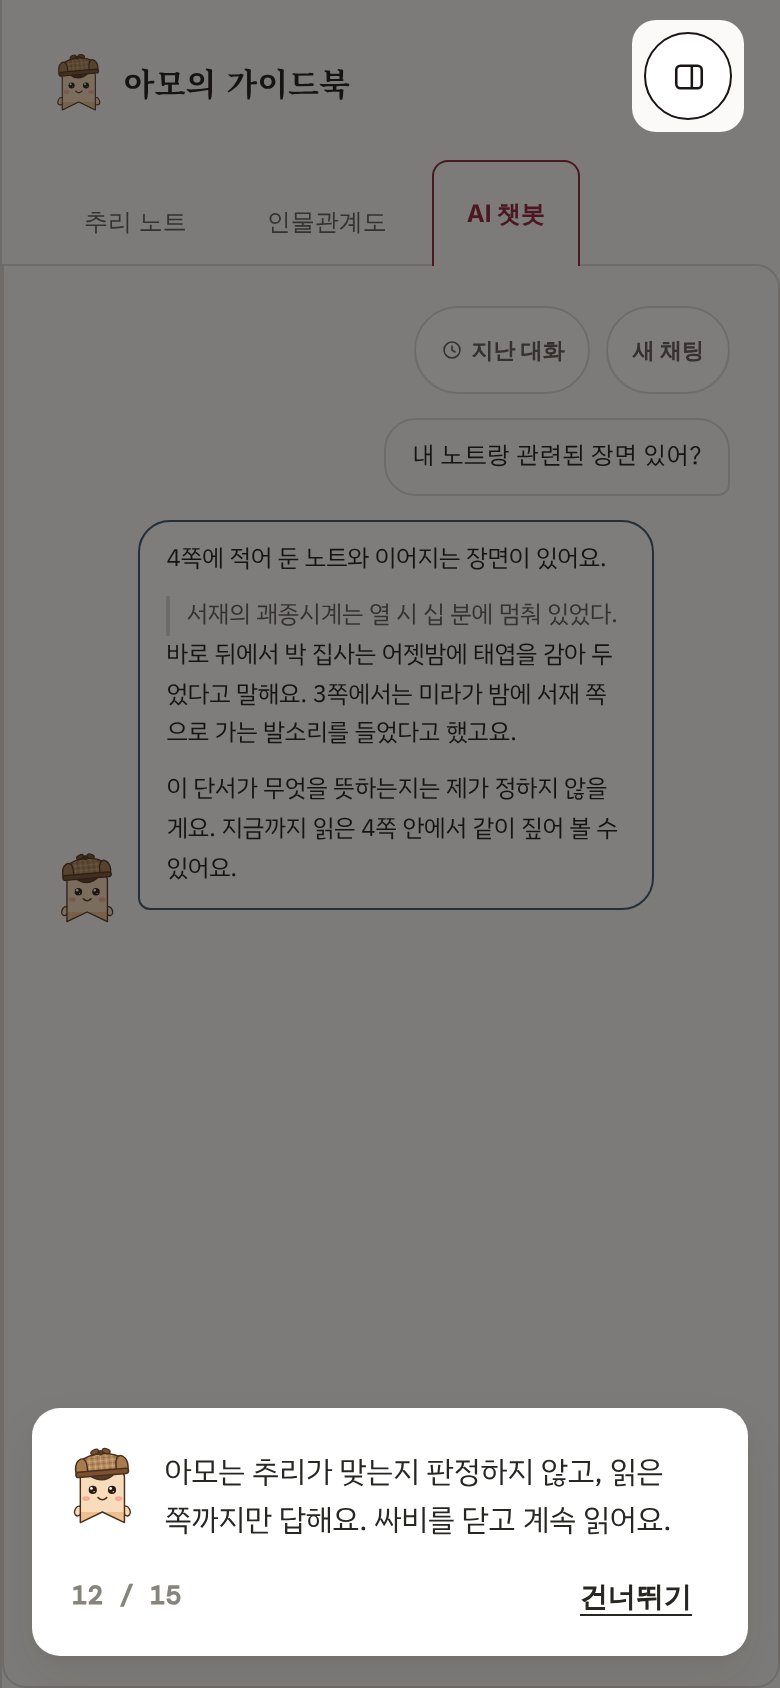 아모의 가이드북
추리 노트
인물관계도
AI 챗봇
지난 대화
새 채팅
내 노트랑 관련된 장면 있어?
4쪽에 적어 둔 노트와 이어지는 장면이 있어요.
서재의 괘종시계는 열 시 십 분에 멈춰 있었다.
바로 뒤에서 박 집사는 어젯밤에 태엽을 감아 두
었다고 말해요. 3쪽에서는 미라가 밤에 서재 쪽
으로 가는 발소리를 들었다고 했고요.
이 단서가 무엇을 뜻하는지는 제가 정하지 않을
게요. 지금까지 읽은 4쪽 안에서 같이 짚어 볼 수
있어요.
아모는 추리가 맞는지 판정하지 않고, 읽은
쪽까지만 답해요. 싸비를 닫고 계속 읽어요.
12 / 15
건너뛰기